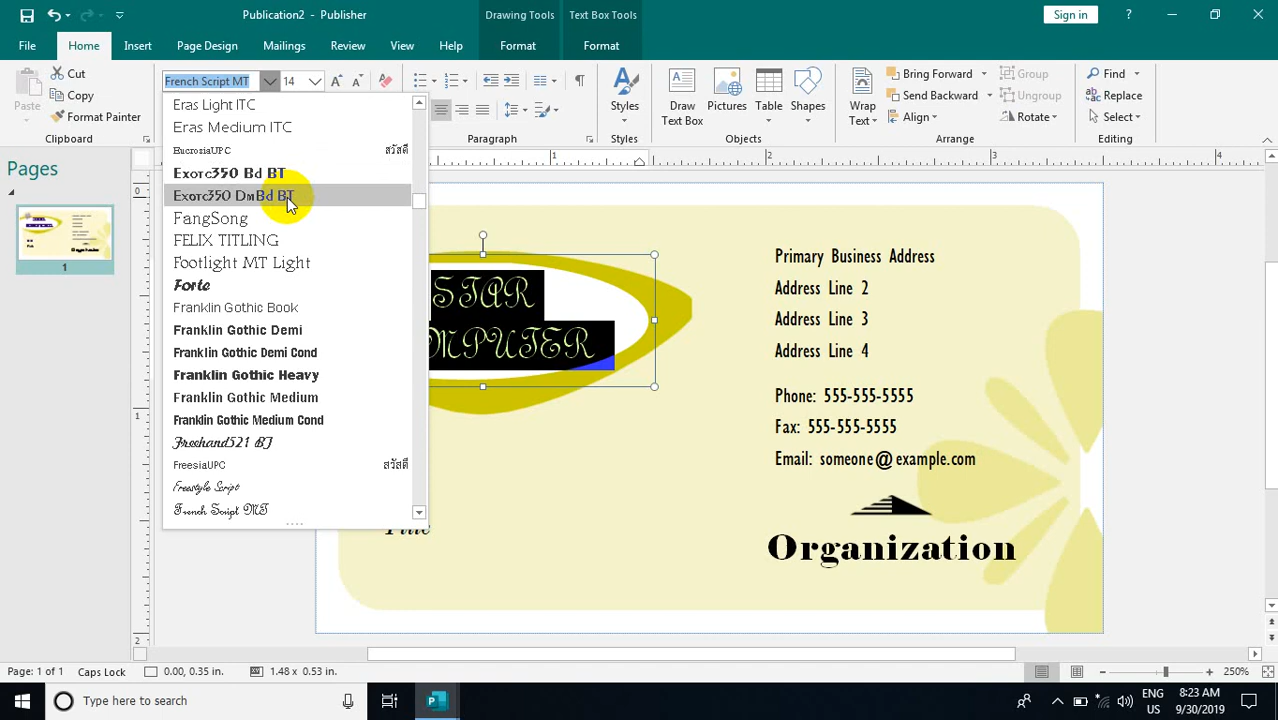 Publication2 - Publisher
Drawing Tools
Text Box Tools
Sign in
?
File
Home
Insert
Page Design
Mailings
Review
View
Help
Format
Format
Paste
Cut
Copy
Format Painter
Clipboard
French Script MT
14
Paragraph
Styles
Styles
Draw
Text Box
Pictures
Table
Shapes
Objects
Wrap
Text
Bring Forward
Send Backward
Align
Group
Ungroup
Rotate
Arrange
Find
Replace
Select
Editing
Pages
1
Eras Light ITC
Eras Medium ITC
EucrosiaUPC สวัสดี
Exotc350 Bd BT
Exotc350 DmBd BT
FangSong
FELIX TITLING
Footlight MT Light
Forte
Franklin Gothic Book
Franklin Gothic Demi
Franklin Gothic Demi Cond
Franklin Gothic Heavy
Franklin Gothic Medium
Franklin Gothic Medium Cond
Freehand521 BT
FreesiaUPC สวัสดี
Freestyle Script
French Script MT
1 2 3 4
0
1
2
STAR
MPUTER
Primary Business Address
Address Line 2
Address Line 3
Address Line 4
Phone: 555-555-5555
Fax: 555-555-5555
Email: someone@example.com
Organization
Page: 1 of 1
Caps Lock
0.00, 0.35 in.
1.48 x 0.53 in.
250%
Type here to search
ENG
US
8:23 AM
9/30/2019